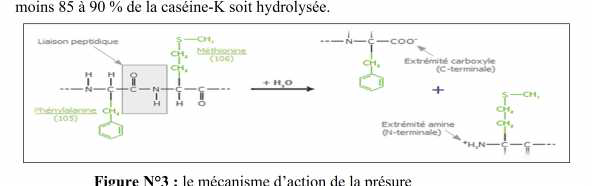 moins 85 à 90 % de la caséine-K soit hydrolysée.
Liaison peptidique
S—CH₃
CH₂
CH₂
Méthionine
(106)
H H O
---N—C—C—N—C—C---
H H O
Phénylalanine
(105)
CH₂
+ H₂O
---N—C—COO⁻
CH₂
Extrémité carboxyle
(C-terminale)
+
S—CH₃
CH₂
CH₂
Extrémité amine
(N-terminale)
⁺H₃N—C—C---
Figure N°3 : le mécanisme d’action de la présure